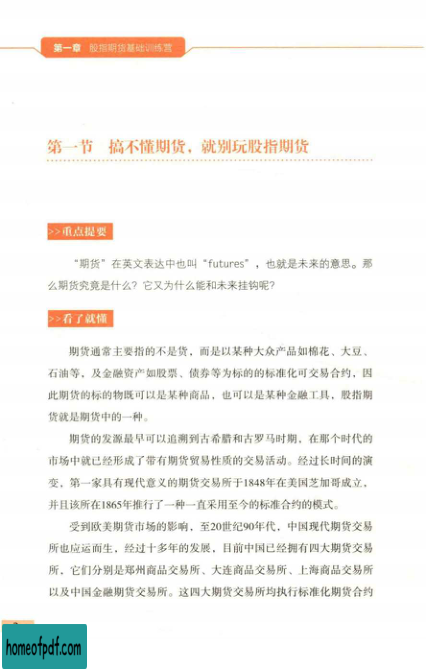 第一章 股指期货基础训练营
第一节 搞不懂期货，就别玩股指期货
>>重点提要
“期货”在英文表达中也叫“futures”，也就是未来的意思。那
么期货究竟是什么？它又为什么能和未来挂钩呢？
>>看了就懂
期货通常主要指的不是货，而是以某种大众产品如棉花、大豆、
石油等，及金融资产如股票、债券等为标的的标准化可交易合约，因
此期货的标的物既可以是某种商品，也可以是某种金融工具，股指期
货就是期货中的一种。
期货的发源最早可以追溯到古希腊和古罗马时期，在那个时代的
市场中就已经形成了带有期货贸易性质的交易活动。经过长时间的演
变，第一家具有现代意义的期货交易所于1848年在美国芝加哥成立，
并且该所在1865年推行了一种一直采用至今的标准合约的模式。
受到欧美期货市场的影响，至20世纪90年代，中国现代期货交易
所也应运而生，经过十多年的发展，目前中国已经拥有四大期货交易
所，它们分别是郑州商品交易所、大连商品交易所、上海商品交易所
以及中国金融期货交易所。这四大期货交易所均执行标准化期货合约
homeofpdf.com